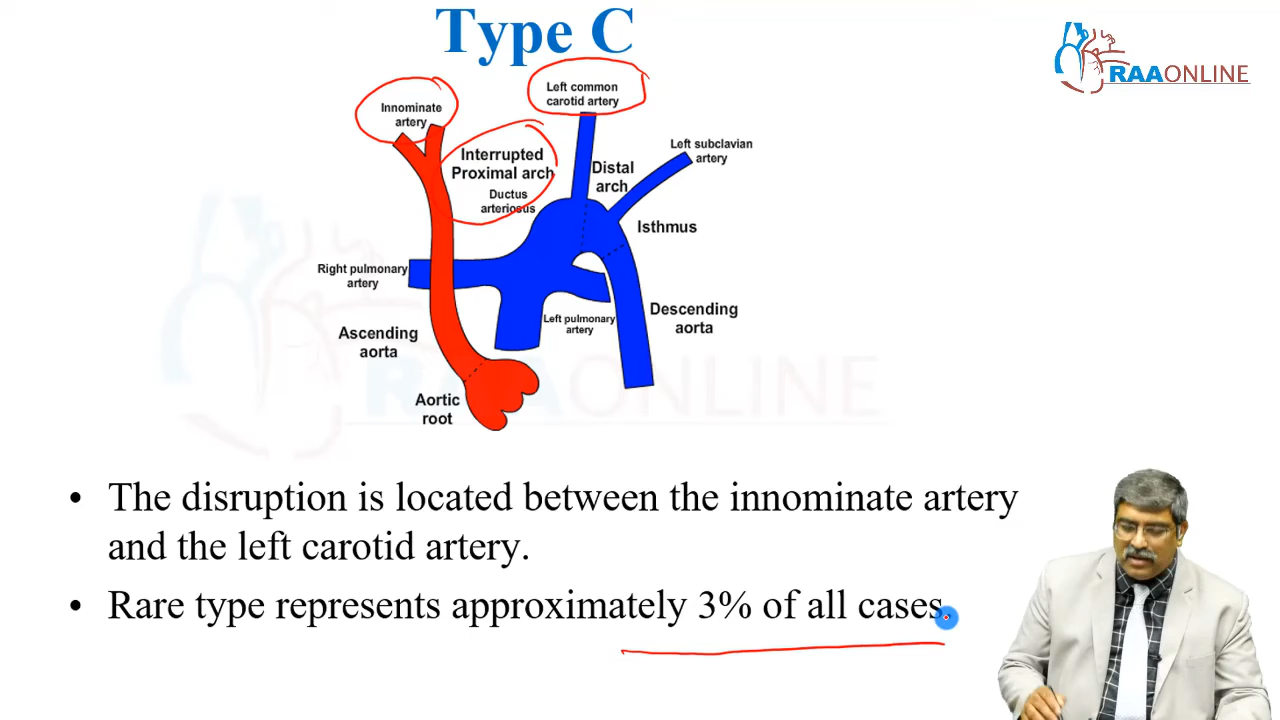 Type C
RAAONLINE
Innominate
artery
Left common
carotid artery
Interrupted
Proximal arch
Ductus
arteriosus
Distal
arch
Left subclavian
artery
Isthmus
Right pulmonary
artery
Left pulmonary
artery
Descending
aorta
Ascending
aorta
Aortic
root
RAAONLINE
• The disruption is located between the innominate artery
and the left carotid artery.
• Rare type represents approximately 3% of all cases.